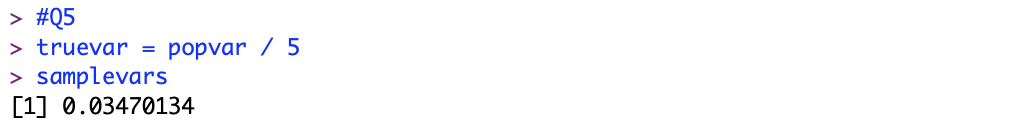 > #Q5
> truevar = popvar / 5
> samplevars
[1] 0.03470134